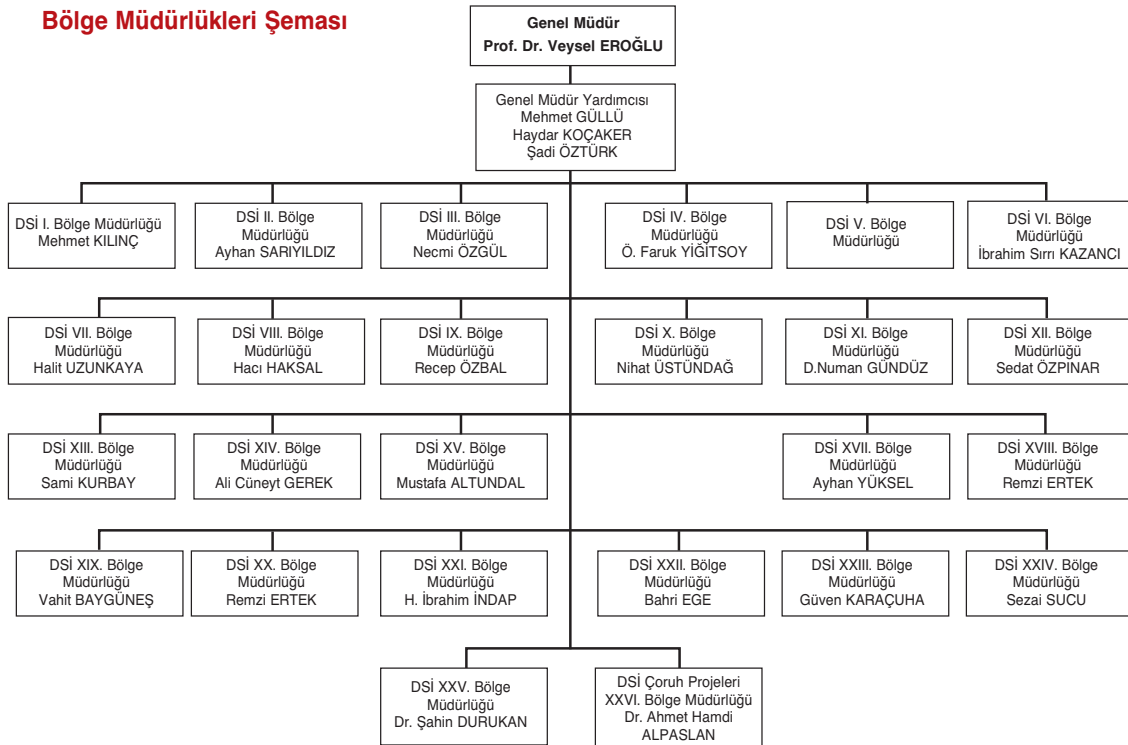 Bölge Müdürlükleri Şeması
Genel Müdür
Prof. Dr. Veysel EROĞLU
Genel Müdür Yardımcısı
Mehmet GÜLLÜ
Haydar KOÇAKER
Şadi ÖZTÜRK
DSİ I. Bölge Müdürlüğü
Mehmet KILINÇ
DSİ II. Bölge
Müdürlüğü
Ayhan SARIYILDIZ
DSİ III. Bölge
Müdürlüğü
Necmi ÖZGÜL
DSİ IV. Bölge
Müdürlüğü
Ö. Faruk YİĞİTSOY
DSİ V. Bölge
Müdürlüğü
DSİ VI. Bölge
Müdürlüğü
İbrahim Sırrı KAZANCI
DSİ VII. Bölge
Müdürlüğü
Halit UZUNKAYA
DSİ VIII. Bölge
Müdürlüğü
Hacı HAKSAL
DSİ IX. Bölge
Müdürlüğü
Recep ÖZBAL
DSİ X. Bölge
Müdürlüğü
Nihat ÜSTÜNDAĞ
DSİ XI. Bölge
Müdürlüğü
D.Numan GÜNDÜZ
DSİ XII. Bölge
Müdürlüğü
Sedat ÖZPINAR
DSİ XIII. Bölge
Müdürlüğü
Sami KURBAY
DSİ XIV. Bölge
Müdürlüğü
Ali Cüneyt GEREK
DSİ XV. Bölge
Müdürlüğü
Mustafa ALTUNDAL
DSİ XVII. Bölge
Müdürlüğü
Ayhan YÜKSEL
DSİ XVIII. Bölge
Müdürlüğü
Remzi ERTEK
DSİ XIX. Bölge
Müdürlüğü
Vahit BAYGÜNEŞ
DSİ XX. Bölge
Müdürlüğü
Remzi ERTEK
DSİ XXI. Bölge
Müdürlüğü
H. İbrahim İNDAP
DSİ XXII. Bölge
Müdürlüğü
Bahri EGE
DSİ XXIII. Bölge
Müdürlüğü
Güven KARAÇUHA
DSİ XXIV. Bölge
Müdürlüğü
Sezai SUCU
DSİ XXV. Bölge
Müdürlüğü
Dr. Şahin DURUKAN
DSİ Çoruh Projeleri
XXVI. Bölge Müdürlüğü
Dr. Ahmet Hamdi
ALPASLAN